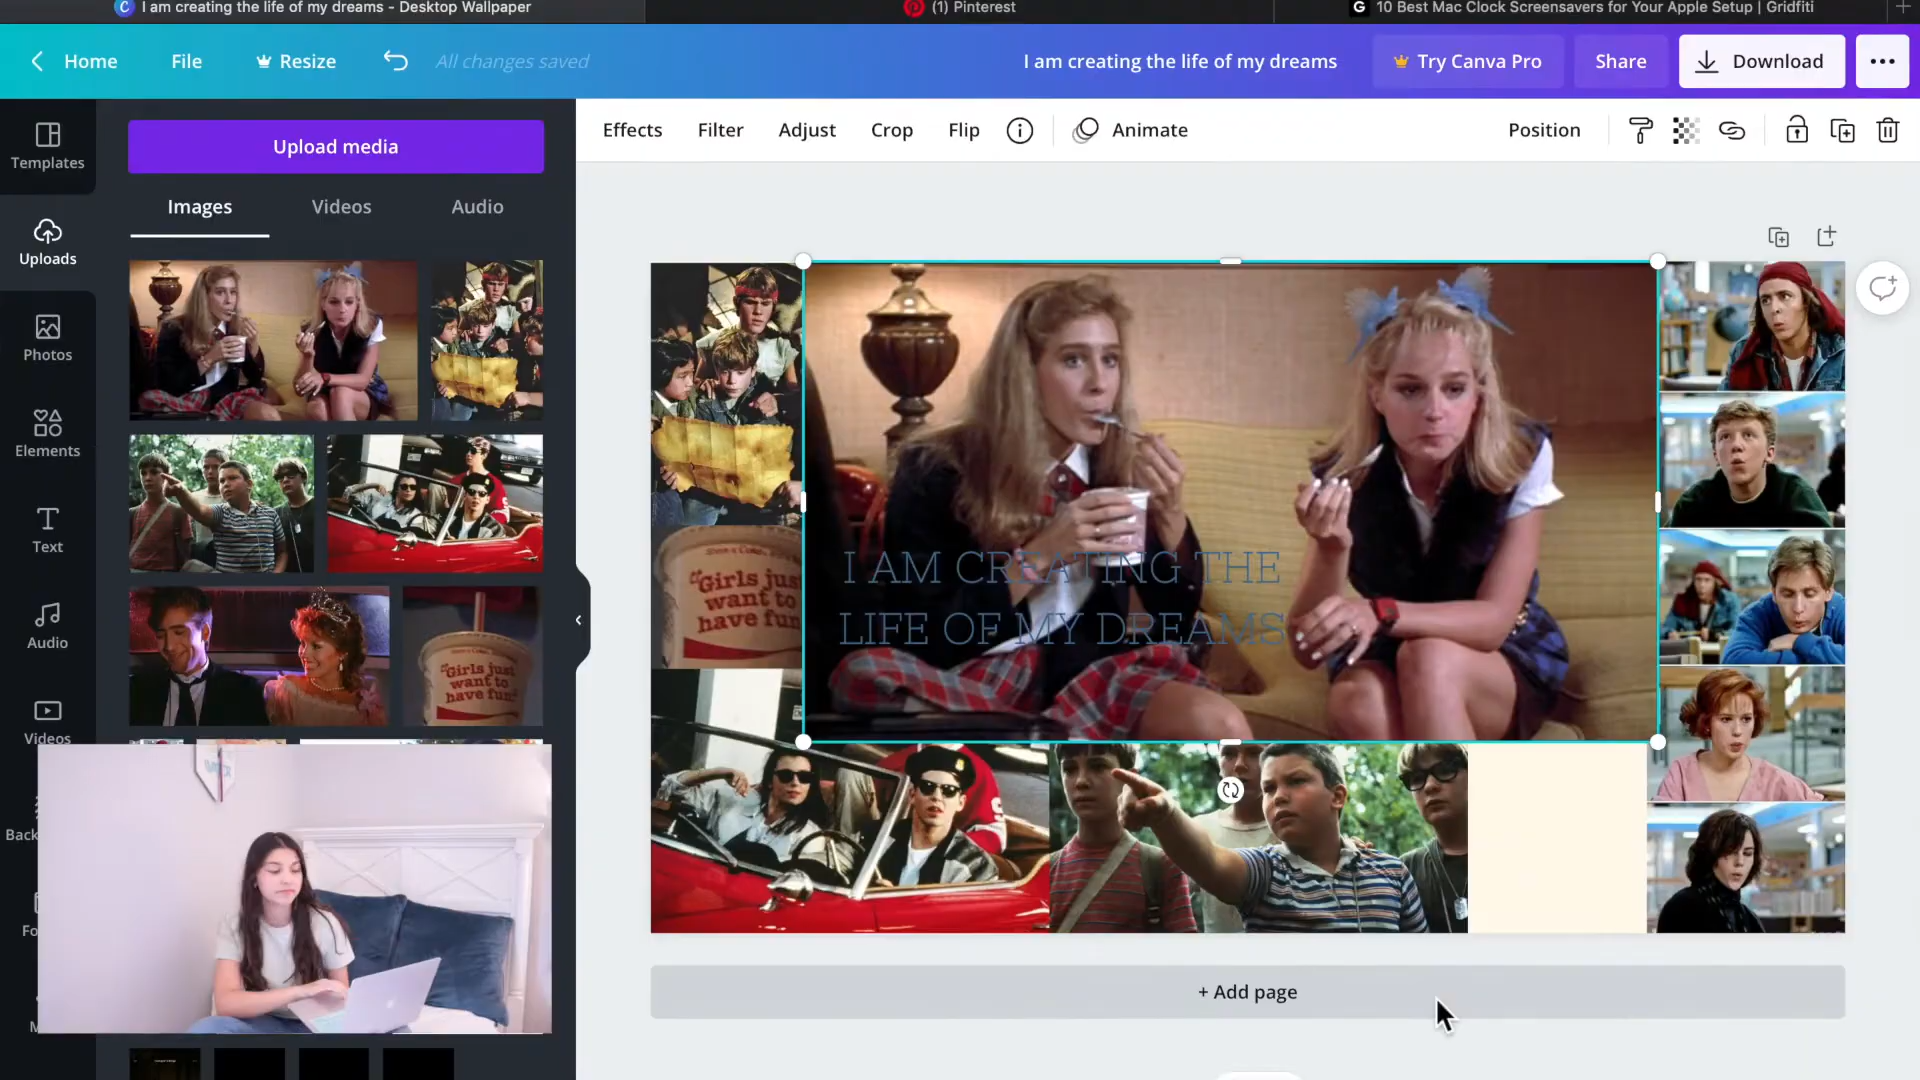 I am creating the life of my dreams - Desktop Wallpaper
(1) Pinterest
G 10 Best Mac Clock Screensavers for Your Apple Setup | Gridfiti
Home
File
Resize
All changes saved
I am creating the life of my dreams
Try Canva Pro
Share
Download
Templates
Uploads
Photos
Elements
Text
Audio
Videos
Back
Fo
M
Upload media
Images
Videos
Audio
"Girls just
want to
have fun."
Effects
Filter
Adjust
Crop
Flip
Animate
Position
"Girls just
want to
have fun
I AM CREATING THE
LIFE OF MY DREAMS
+ Add page